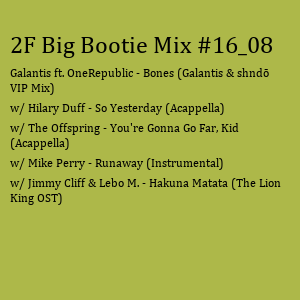 2F Big Bootie Mix #16_08
Galantis ft. OneRepublic - Bones (Galantis & shndō
VIP Mix)
w/ Hilary Duff - So Yesterday (Acappella)
w/ The Offspring - You're Gonna Go Far, Kid
(Acappella)
w/ Mike Perry - Runaway (Instrumental)
w/ Jimmy Cliff & Lebo M. - Hakuna Matata (The Lion
King OST)